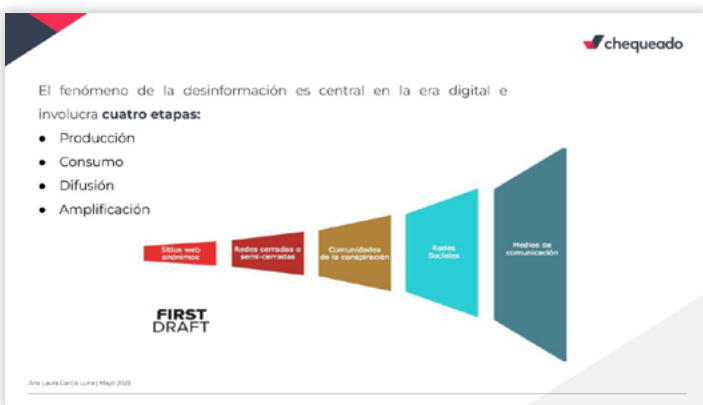 chequeado
El fenómeno de la desinformación es central en la era digital e
involucra cuatro etapas:
● Producción
● Consumo
● Difusión
● Amplificación
Sitios web
anónimos
Redes cerradas o
semi-cerradas
Comunidades
de la conspiración
Redes
Sociales
Medios de
comunicación
FIRST
DRAFT
Ana Laura García Luna | Mayo 2023